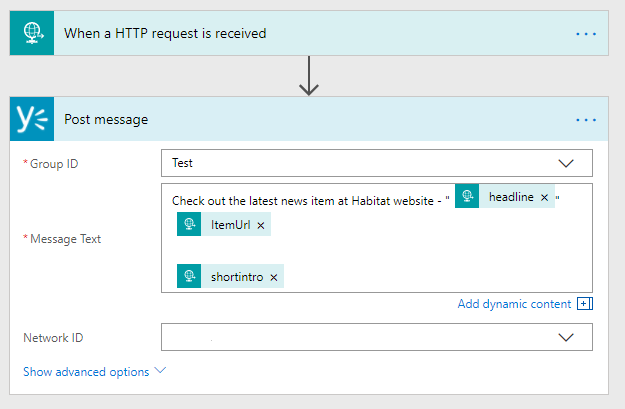 When a HTTP request is received
Post message
* Group ID
Test
Check out the latest news item at Habitat website - " headline × "
* Message Text
ItemUrl ×
shortintro ×
Add dynamic content
Network ID
Show advanced options